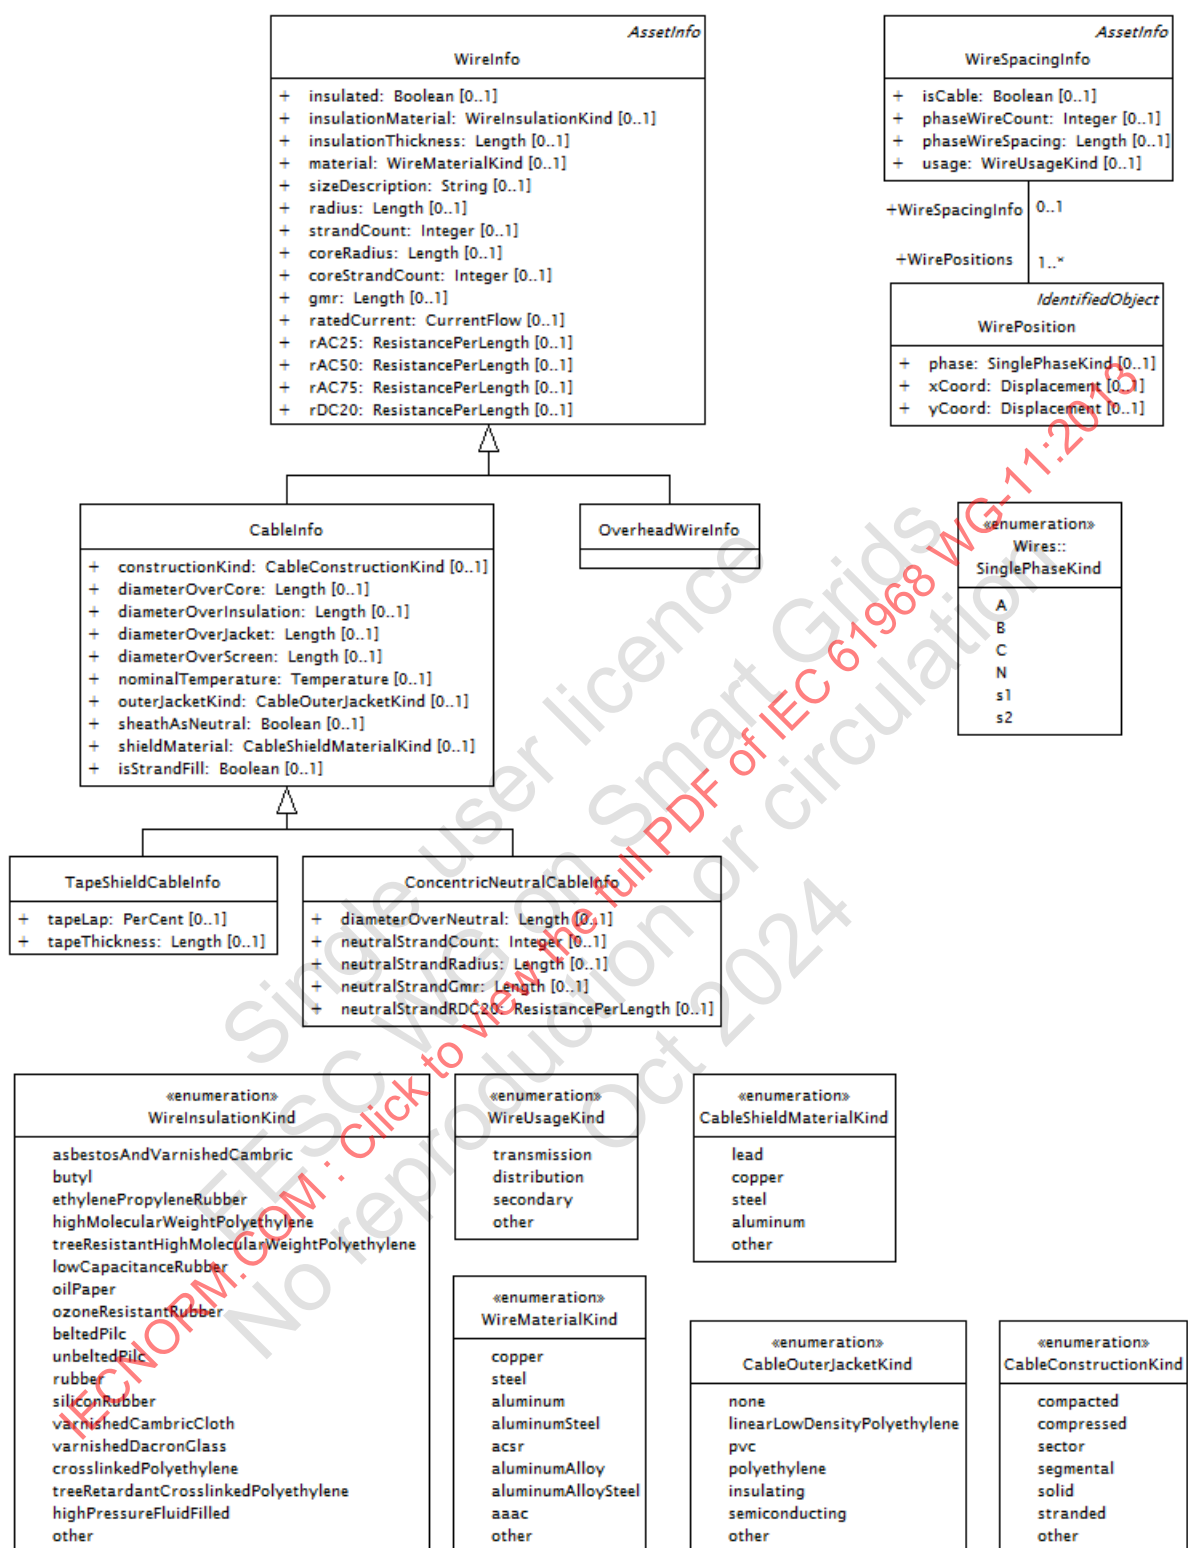 AssetInfo
WireInfo
+ insulated: Boolean [0..1]
+ insulationMaterial: WireInsulationKind [0..1]
+ insulationThickness: Length [0..1]
+ material: WireMaterialKind [0..1]
+ sizeDescription: String [0..1]
+ radius: Length [0..1]
+ strandCount: Integer [0..1]
+ coreRadius: Length [0..1]
+ coreStrandCount: Integer [0..1]
+ gmr: Length [0..1]
+ ratedCurrent: CurrentFlow [0..1]
+ rAC25: ResistancePerLength [0..1]
+ rAC50: ResistancePerLength [0..1]
+ rAC75: ResistancePerLength [0..1]
+ rDC20: ResistancePerLength [0..1]
AssetInfo
WireSpacingInfo
+ isCable: Boolean [0..1]
+ phaseWireCount: Integer [0..1]
+ phaseWireSpacing: Length [0..1]
+ usage: WireUsageKind [0..1]
+WireSpacingInfo 0..1
+WirePositions 1..*
IdentifiedObject
WirePosition
+ phase: SinglePhaseKind [0..1]
+ xCoord: Displacement [0..1]
+ yCoord: Displacement [0..1]
CableInfo
+ constructionKind: CableConstructionKind [0..1]
+ diameterOverCore: Length [0..1]
+ diameterOverInsulation: Length [0..1]
+ diameterOverJacket: Length [0..1]
+ diameterOverScreen: Length [0..1]
+ nominalTemperature: Temperature [0..1]
+ outerJacketKind: CableOuterJacketKind [0..1]
+ sheathAsNeutral: Boolean [0..1]
+ shieldMaterial: CableShieldMaterialKind [0..1]
+ isStrandFill: Boolean [0..1]
OverheadWireInfo
«enumeration»
Wires::
SinglePhaseKind
A
B
C
N
s1
s2
TapeShieldCableInfo
+ tapeLap: PerCent [0..1]
+ tapeThickness: Length [0..1]
ConcentricNeutralCableInfo
+ diameterOverNeutral: Length [0..1]
+ neutralStrandCount: Integer [0..1]
+ neutralStrandRadius: Length [0..1]
+ neutralStrandGmr: Length [0..1]
+ neutralStrandRDC20: ResistancePerLength [0..1]
«enumeration»
WireInsulationKind
asbestosAndVarnishedCambric
butyl
ethylenePropyleneRubber
highMolecularWeightPolyethylene
treeResistantHighMolecularWeightPolyethylene
lowCapacitanceRubber
oilPaper
ozoneResistantRubber
beltedPilc
unbeltedPilc
rubber
siliconRubber
varnishedCambricCloth
varnishedDacronGlass
crosslinkedPolyethylene
treeRetardantCrosslinkedPolyethylene
highPressureFluidFilled
other
«enumeration»
WireUsageKind
transmission
distribution
secondary
other
«enumeration»
CableShieldMaterialKind
lead
copper
steel
aluminum
other
«enumeration»
WireMaterialKind
copper
steel
aluminum
aluminumSteel
acsr
aluminumAlloy
aluminumAlloySteel
aaac
other
«enumeration»
CableOuterJacketKind
none
linearLowDensityPolyethylene
pvc
polyethylene
insulating
semiconducting
other
«enumeration»
CableConstructionKind
compacted
compressed
sector
segmental
solid
stranded
other
Single user licence
EESC WG on Smart Grids
No reproduction or circulation
Oct 2024
IECNORM.COM : Click to view the full PDF of IEC 61968 WG-11:2013